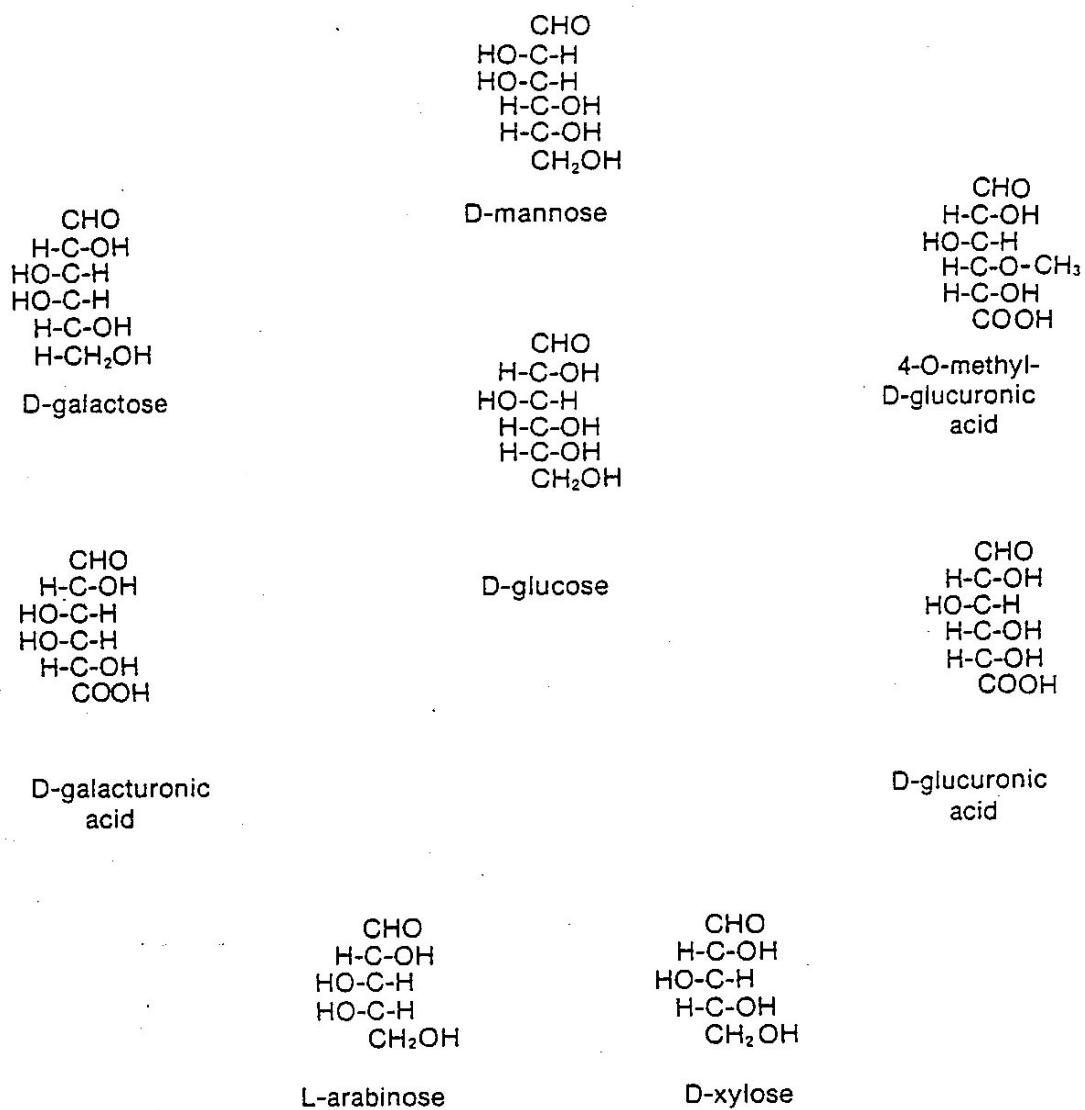 CHO
HO-C-H
HO-C-H
H-C-OH
H-C-OH
CH₂OH
D-mannose
CHO
H-C-OH
HO-C-H
HO-C-H
H-C-OH
H-CH₂OH
D-galactose
CHO
H-C-OH
HO-C-H
H-C-O-CH₃
H-C-OH
COOH
4-O-methyl-
D-glucuronic
acid
CHO
H-C-OH
HO-C-H
H-C-OH
H-C-OH
CH₂OH
D-glucose
CHO
H-C-OH
HO-C-H
HO-C-H
H-C-OH
COOH
D-galacturonic
acid
CHO
H-C-OH
HO-C-H
H-C-OH
H-C-OH
COOH
D-glucuronic
acid
CHO
H-C-OH
HO-C-H
HO-C-H
CH₂OH
L-arabinose
CHO
H-C-OH
HO-C-H
H-C-OH
CH₂OH
D-xylose